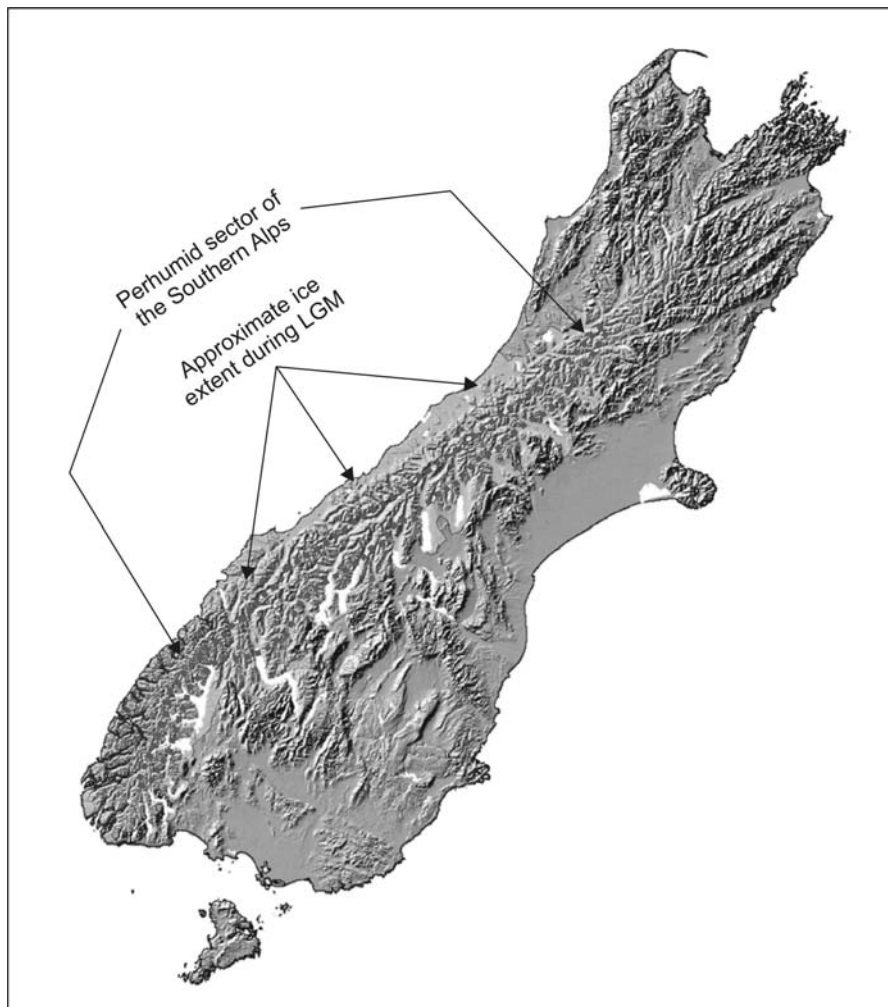 Perhumid sector of
the Southern Alps
Approximate ice
extent during LGM